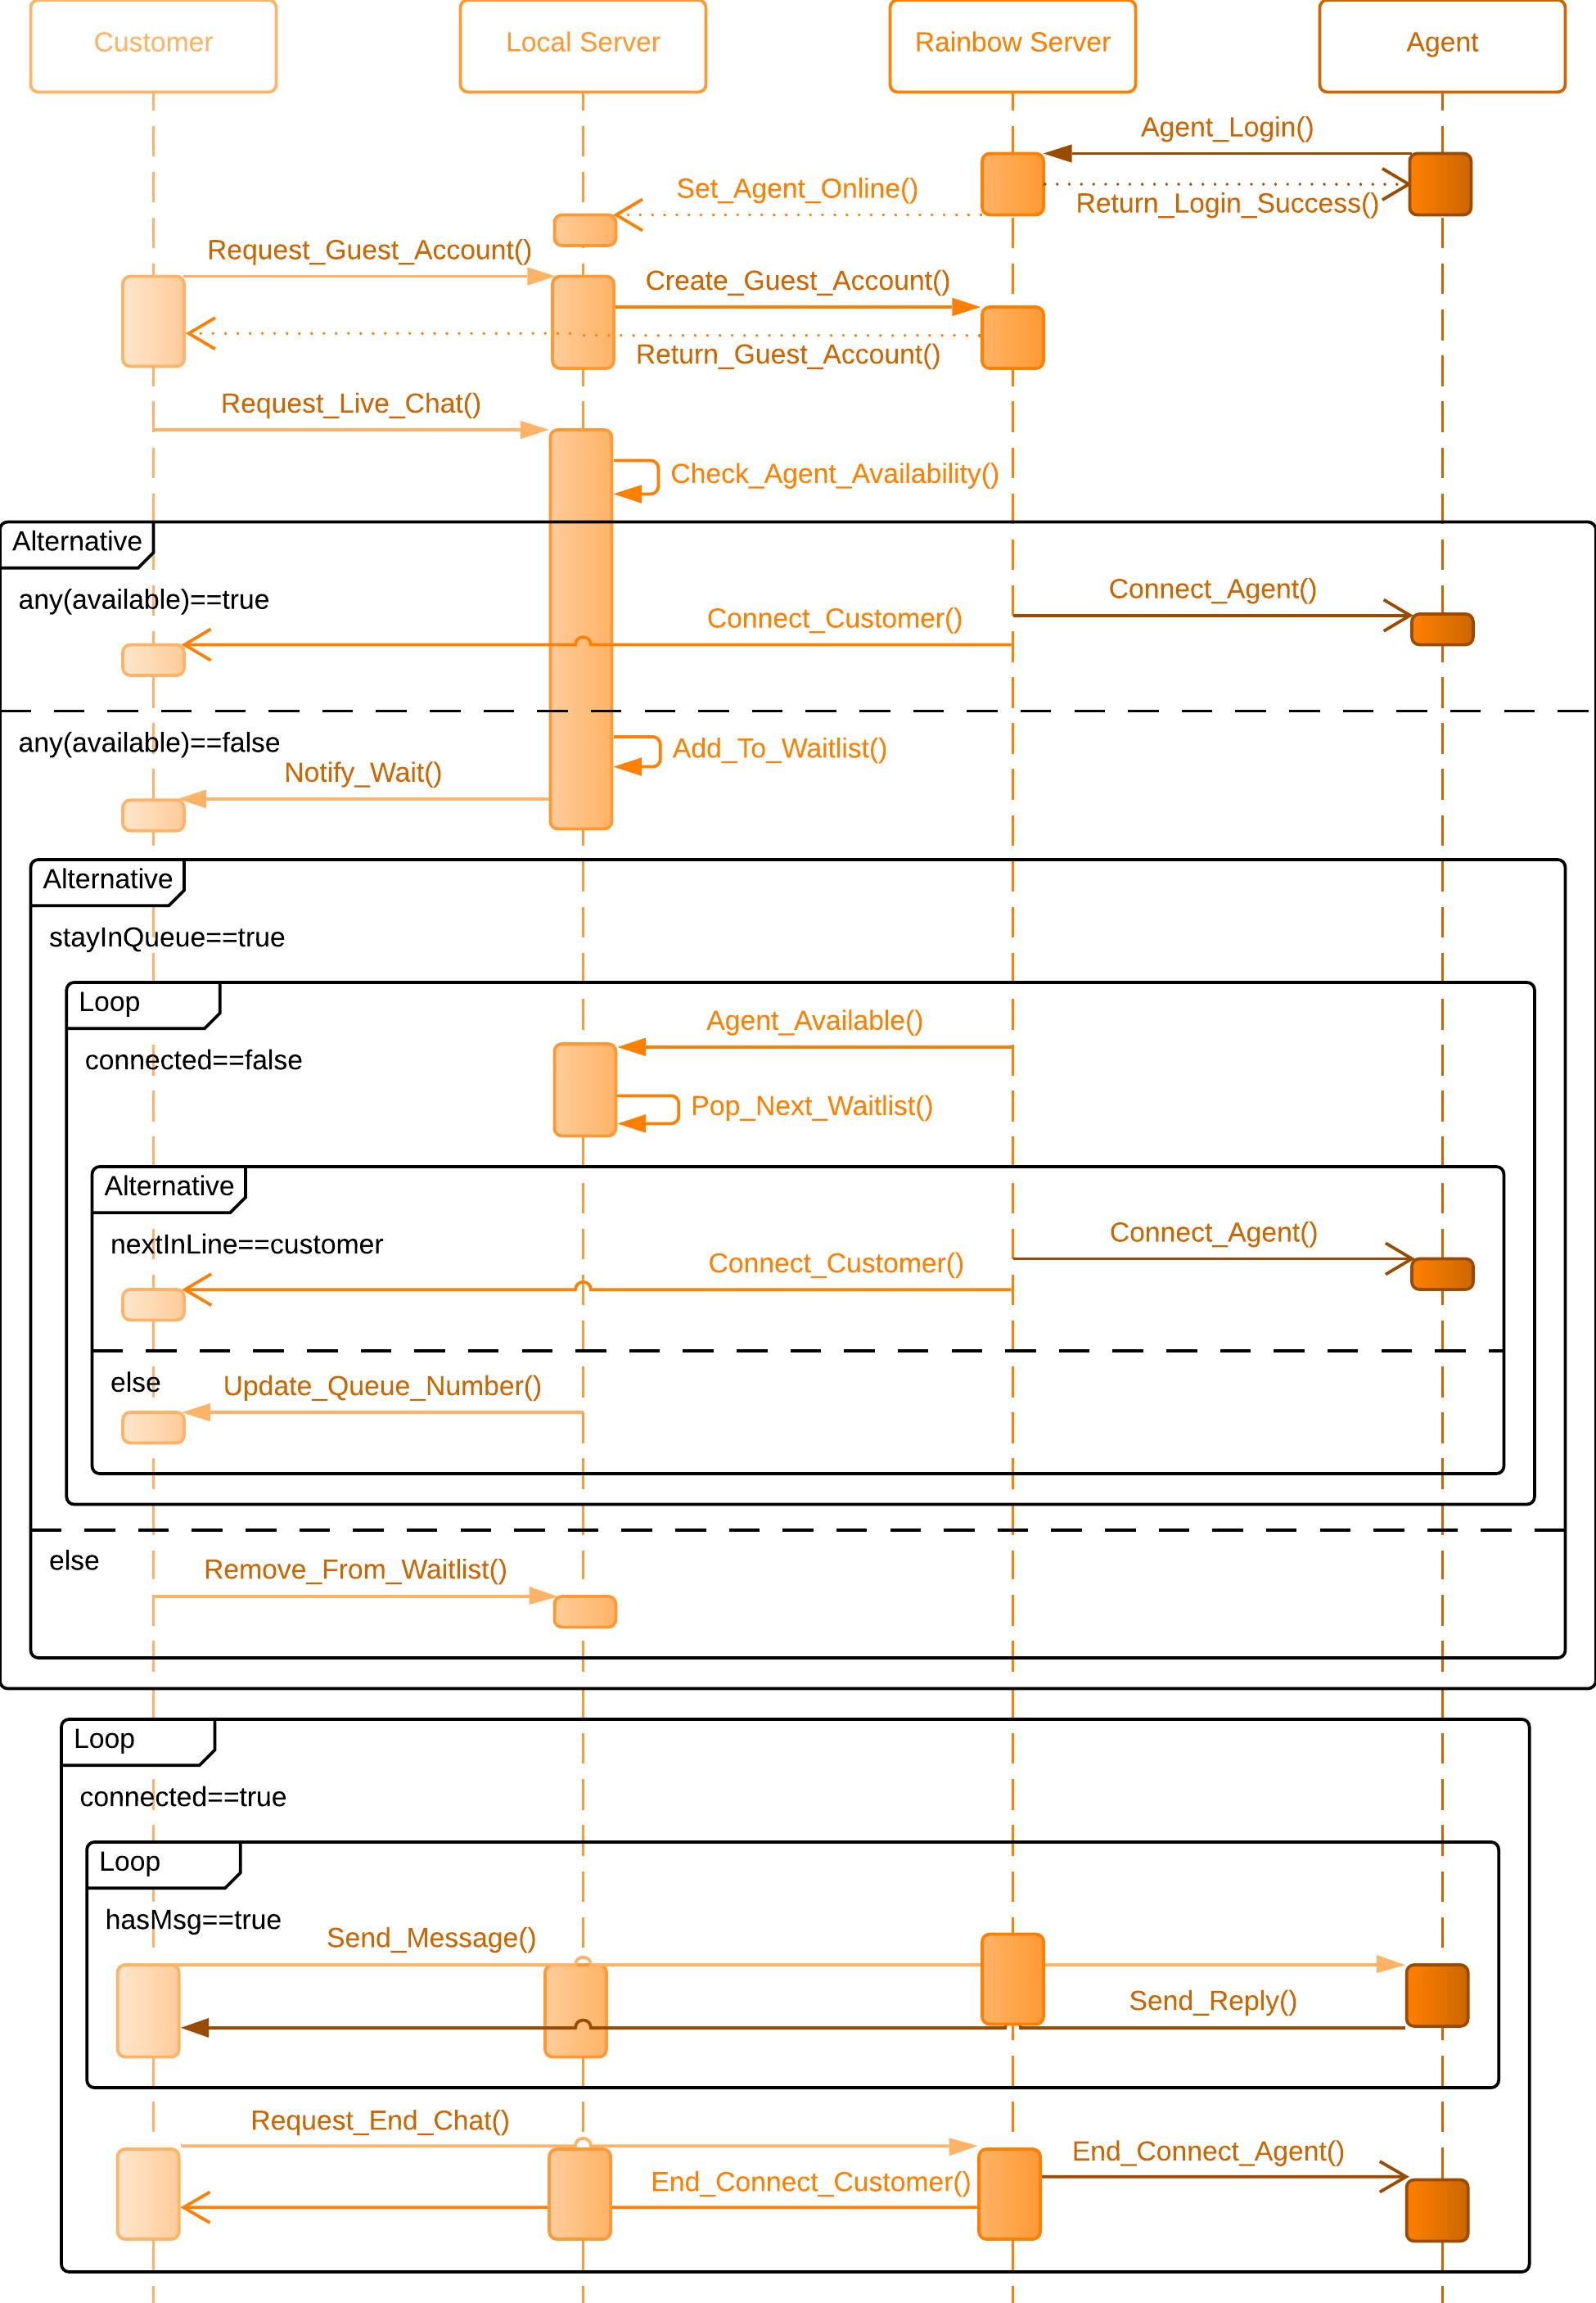 Customer
Local Server
Rainbow Server
Agent
Agent_Login()
Set_Agent_Online()
Return_Login_Success()
Request_Guest_Account()
Create_Guest_Account()
Return_Guest_Account()
Request_Live_Chat()
Check_Agent_Availability()
Alternative
any(available)==true
Connect_Agent()
Connect_Customer()
any(available)==false
Add_To_Waitlist()
Notify_Wait()
Alternative
stayInQueue==true
Loop
Agent_Available()
connected==false
Pop_Next_Waitlist()
Alternative
nextInLine==customer
Connect_Agent()
Connect_Customer()
else
Update_Queue_Number()
else
Remove_From_Waitlist()
Loop
connected==true
Loop
hasMsg==true
Send_Message()
Send_Reply()
Request_End_Chat()
End_Connect_Agent()
End_Connect_Customer()